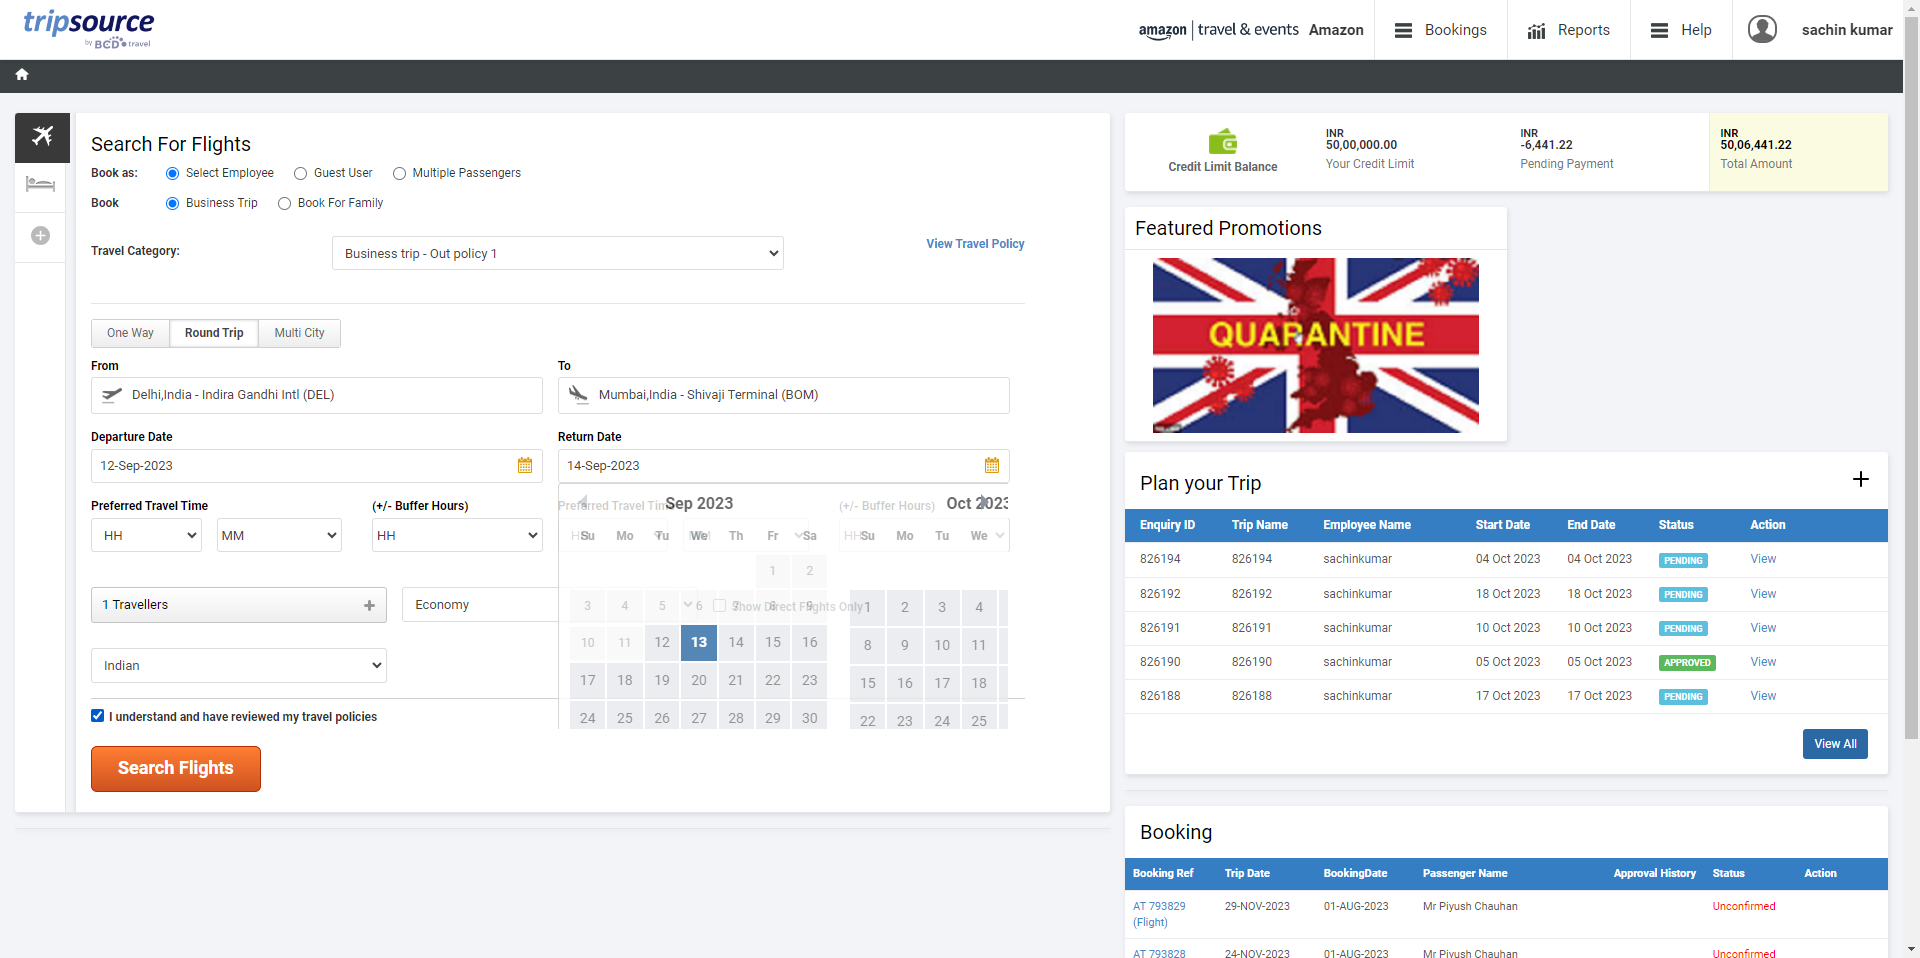 tripsource
by BCD travel
amazon | travel & events Amazon
Bookings
Reports
Help
sachin kumar
Search For Flights
Book as:
Select Employee
Guest User
Multiple Passengers
Book
Business Trip
Book For Family
Travel Category:
Business trip - Out policy 1
View Travel Policy
One Way
Round Trip
Multi City
From
To
Delhi,India - Indira Gandhi Intl (DEL)
Mumbai,India - Shivaji Terminal (BOM)
Departure Date
Return Date
12-Sep-2023
14-Sep-2023
Preferred Travel Time
(+/- Buffer Hours)
HH
MM
HH
Preferred Travel Tim
(+/- Buffer Hours)
Sep 2023
Su Mo Tu We Th Fr Sa
1 2
3 4 5 6 7 8 9
10 11 12 13 14 15 16
17 18 19 20 21 22 23
24 25 26 27 28 29 30
Oct 2023
Su Mo Tu We
1 2 3 4
8 9 10 11
15 16 17 18
22 23 24 25
Show Direct Flights Only
1 Travellers
Economy
Indian
I understand and have reviewed my travel policies
Search Flights
Credit Limit Balance
INR
50,00,000.00
Your Credit Limit
INR
-6,441.22
Pending Payment
INR
50,06,441.22
Total Amount
Featured Promotions
QUARANTINE
Plan your Trip
Enquiry ID Trip Name Employee Name Start Date End Date Status Action
826194 826194 sachinkumar 04 Oct 2023 04 Oct 2023 PENDING View
826192 826192 sachinkumar 18 Oct 2023 18 Oct 2023 PENDING View
826191 826191 sachinkumar 10 Oct 2023 10 Oct 2023 PENDING View
826190 826190 sachinkumar 05 Oct 2023 05 Oct 2023 APPROVED View
826188 826188 sachinkumar 17 Oct 2023 17 Oct 2023 PENDING View
View All
Booking
Booking Ref Trip Date BookingDate Passenger Name Approval History Status Action
AT 793829 29-NOV-2023 01-AUG-2023 Mr Piyush Chauhan Unconfirmed
(Flight)
AT 793828 24-NOV-2023 01-AUG-2023 Mr Piyush Chauhan Unconfirmed